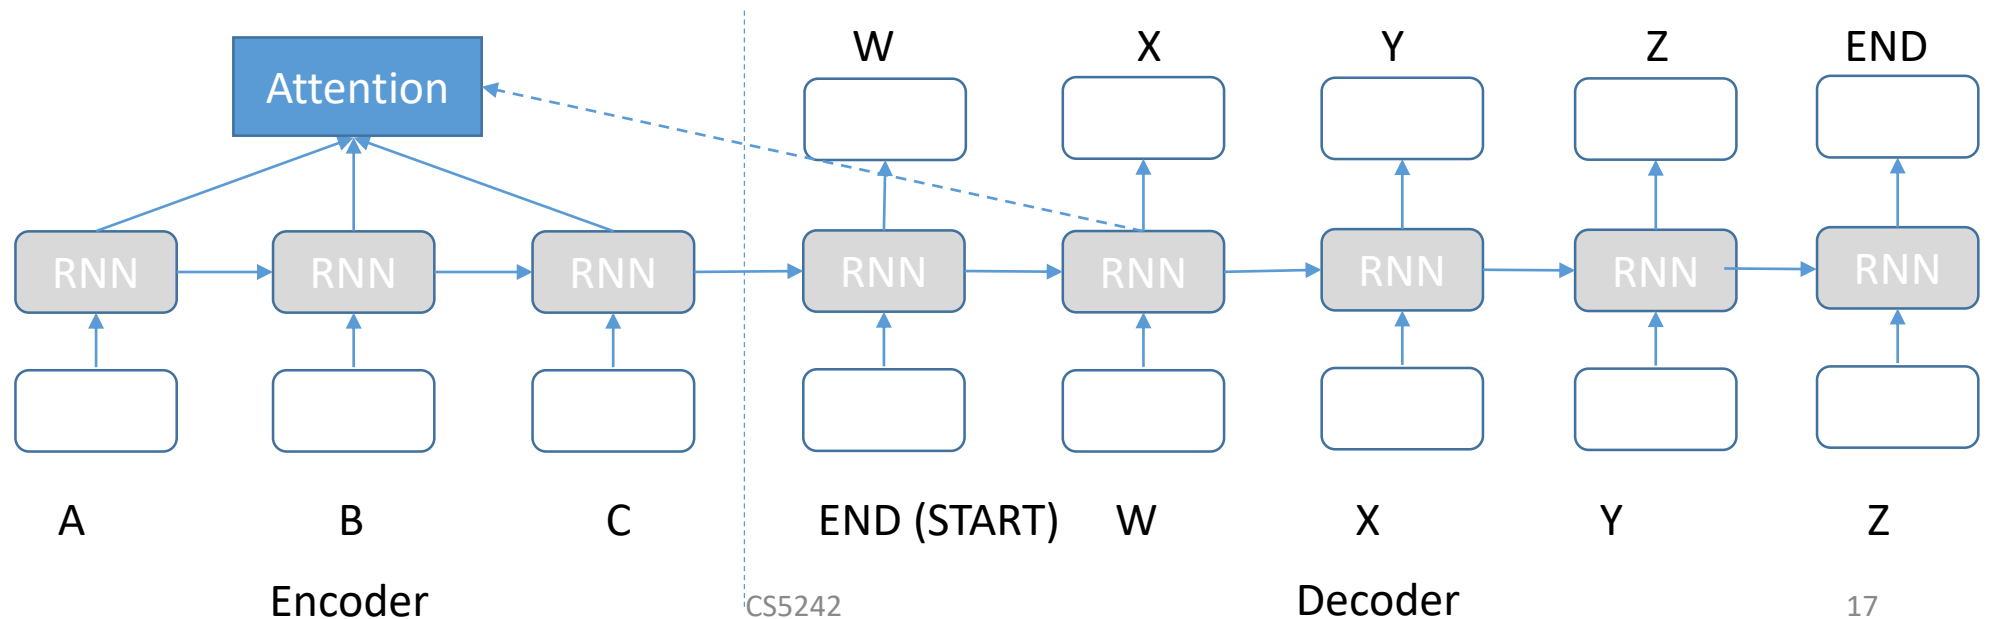 W X Y Z END
Attention
RNN RNN RNN RNN RNN RNN RNN RNN
A B C END (START) W X Y Z
Encoder CS5242 Decoder 17